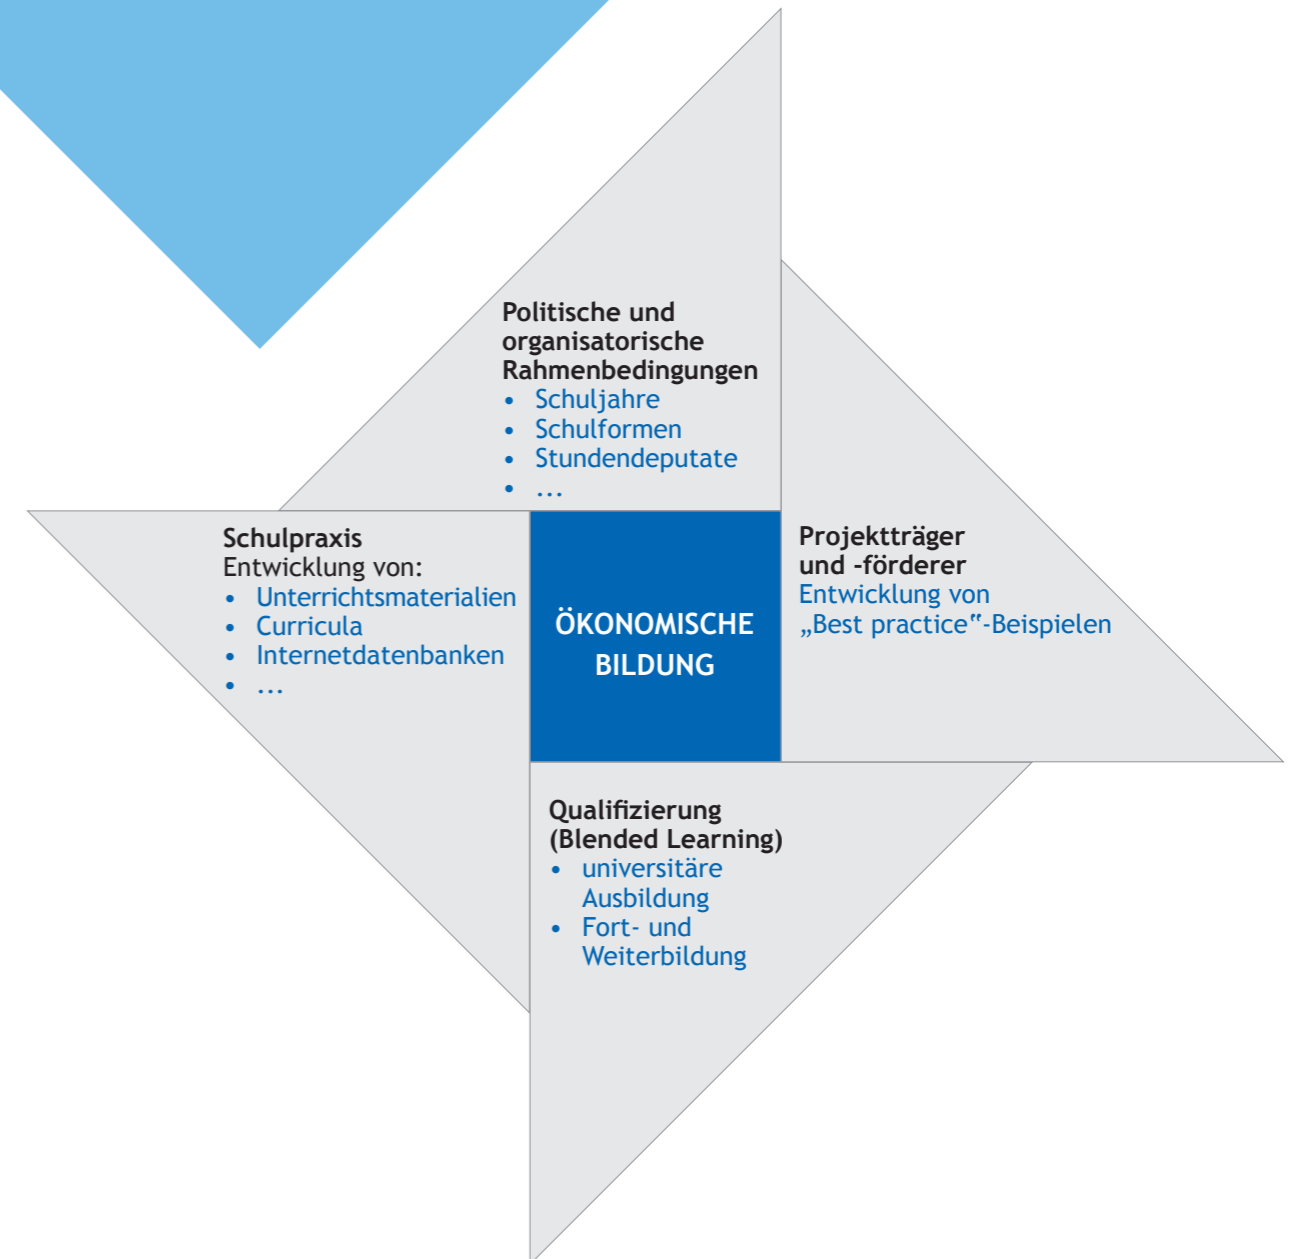 Politische und
organisatorische
Rahmenbedingungen
• Schuljahre
• Schulformen
• Stundendeputate
• ...
Schulpraxis
Entwicklung von:
• Unterrichtsmaterialien
• Curricula
• Internetdatenbanken
• ...
ÖKONOMISCHE
BILDUNG
Projektträger
und -förderer
Entwicklung von
„Best practice“-Beispielen
Qualifizierung
(Blended Learning)
• universitäre
Ausbildung
• Fort- und
Weiterbildung